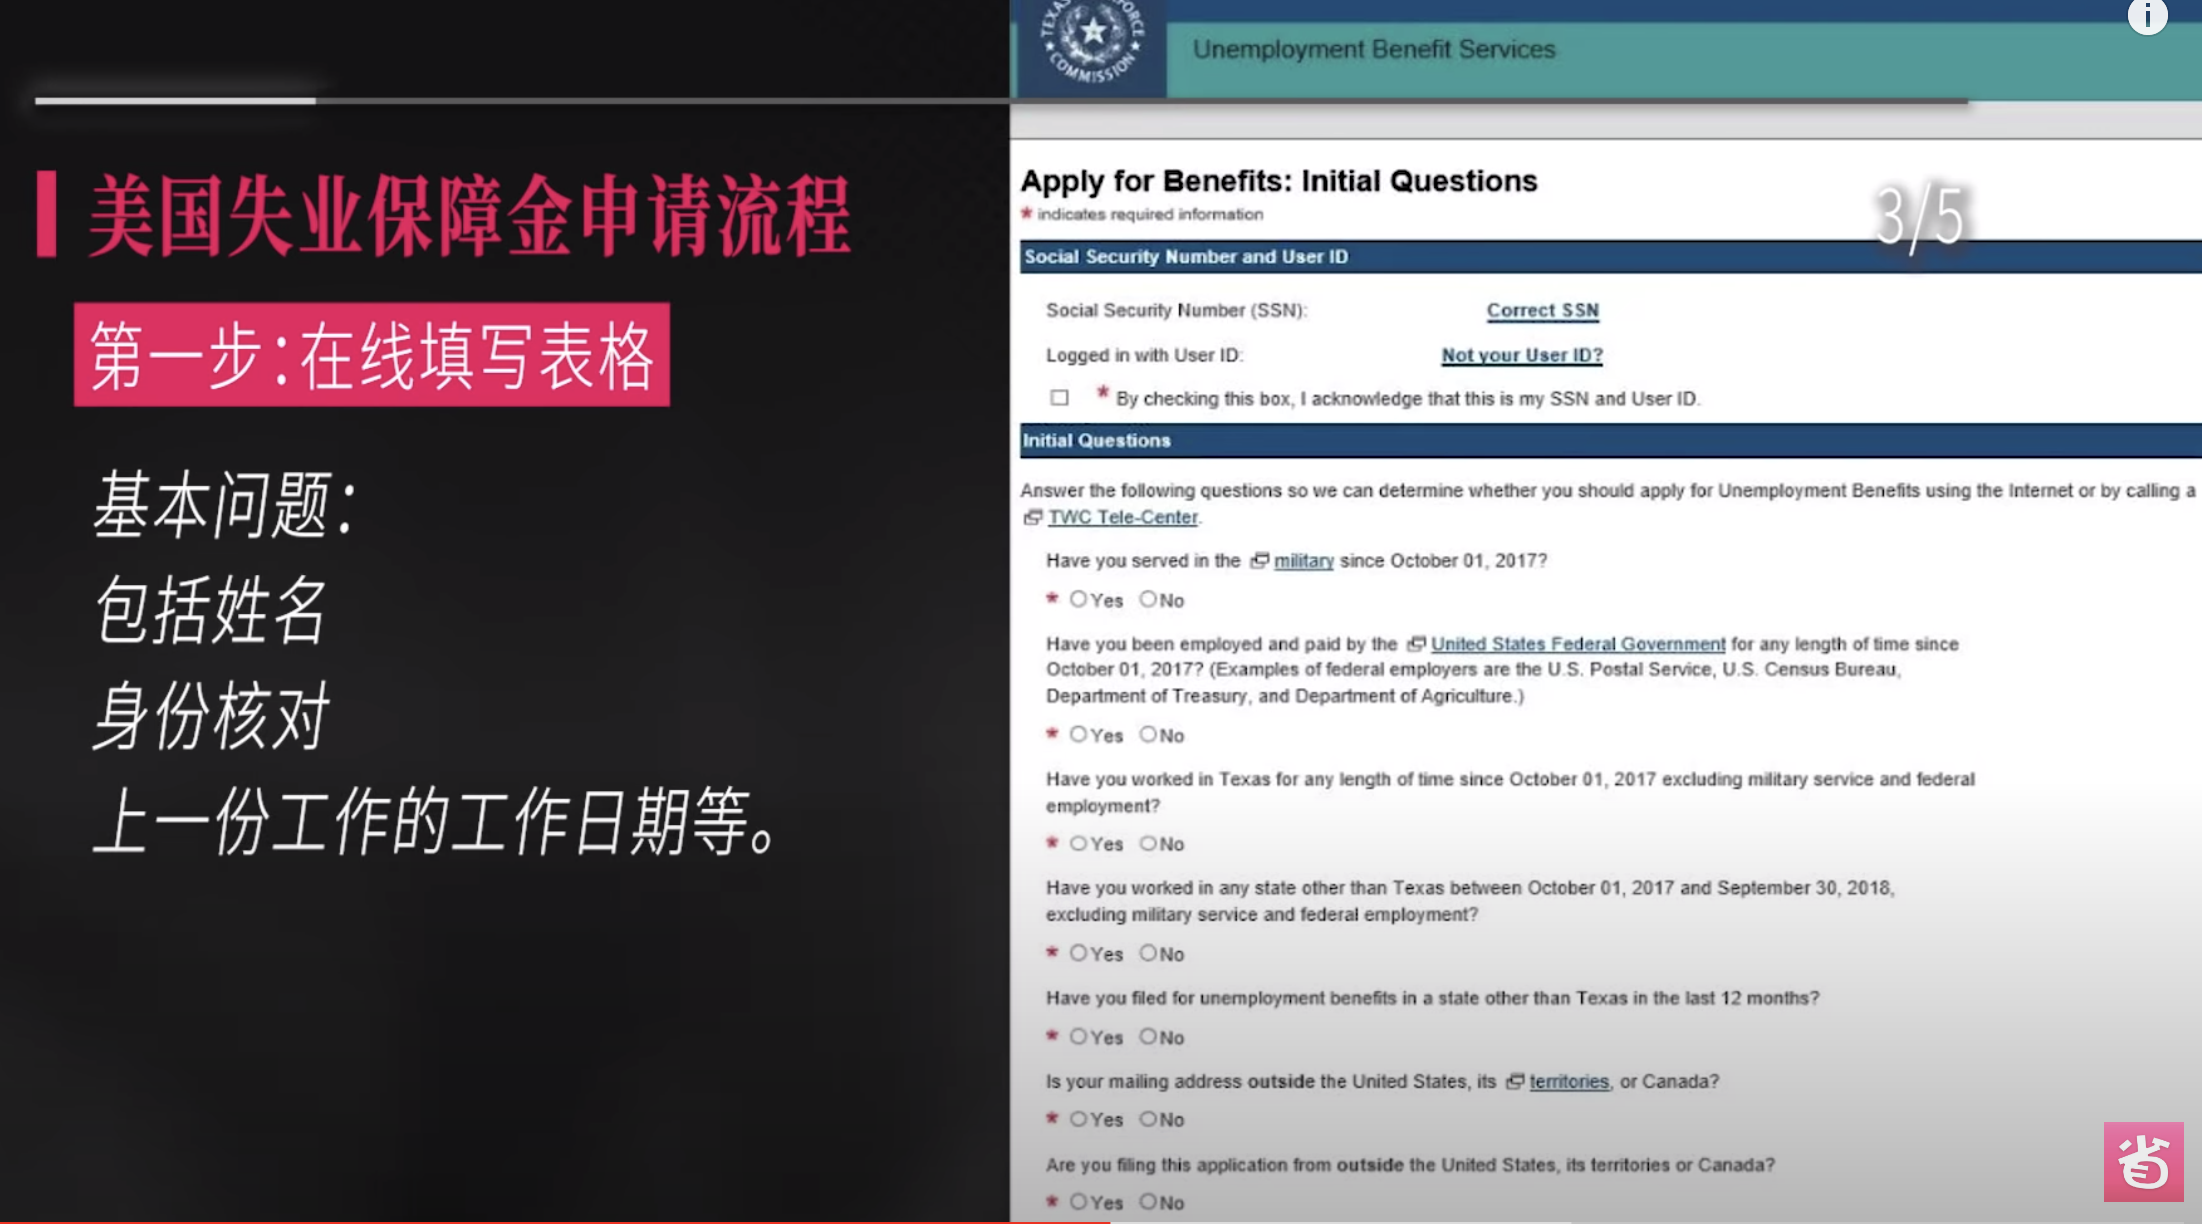 美国失业保障金申请流程
第一步:在线填写表格
基本问题:
包括姓名
身份核对
上一份工作的工作日期等。
COMMISSION
Unemployment Benefit Services
Apply for Benefits: Initial Questions
3/5
* indicates required information
Social Security Number and User ID
Social Security Number (SSN): Correct SSN
Logged in with User ID: Not your User ID?
* By checking this box, I acknowledge that this is my SSN and User ID.
Initial Questions
Answer the following questions so we can determine whether you should apply for Unemployment Benefits using the Internet or by calling a
TWC Tele-Center.
Have you served in the military since October 01, 2017?
* Yes No
Have you been employed and paid by the United States Federal Government for any length of time since
October 01, 2017? (Examples of federal employers are the U.S. Postal Service, U.S. Census Bureau,
Department of Treasury, and Department of Agriculture.)
* Yes No
Have you worked in Texas for any length of time since October 01, 2017 excluding military service and federal
employment?
* Yes No
Have you worked in any state other than Texas between October 01, 2017 and September 30, 2018,
excluding military service and federal employment?
* Yes No
Have you filed for unemployment benefits in a state other than Texas in the last 12 months?
* Yes No
Is your mailing address outside the United States, its territories, or Canada?
* Yes No
Are you filing this application from outside the United States, its territories or Canada?
* Yes No
省